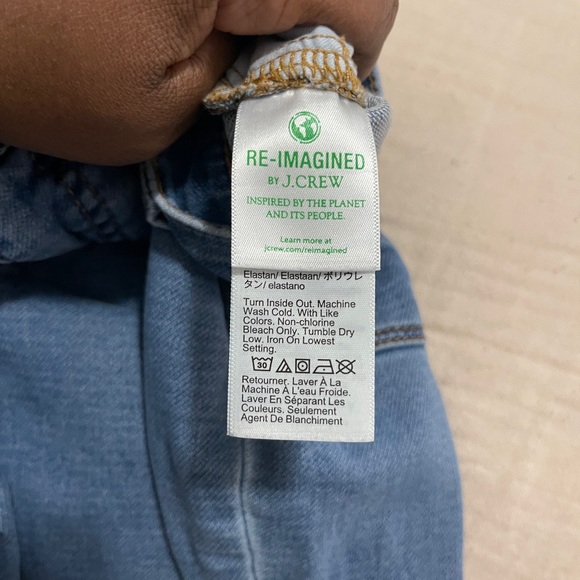 RE-IMAGINED
BY J.CREW
INSPIRED BY THE PLANET
AND ITS PEOPLE.
Learn more at
jcrew.com/reimagined
Elastan/ Elastaan/ ポリウレ
タン/ elastano
Turn Inside Out. Machine
Wash Cold. With Like
Colors. Non-chlorine
Bleach Only. Tumble Dry
Low. Iron On Lowest
Setting.
30
Retourner. Laver À La
Machine À L'eau Froide.
Laver En Séparant Les
Couleurs. Seulement
Agent De Blanchiment